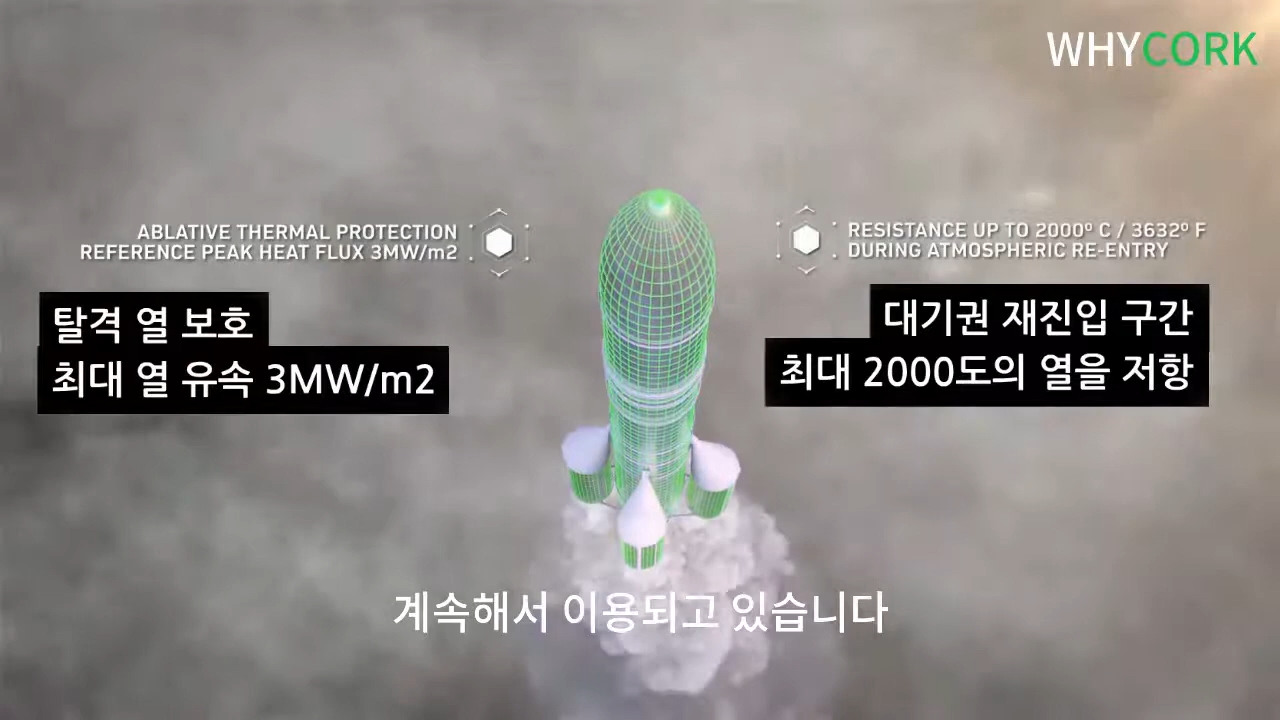 WHYCORK
ABLATIVE THERMAL PROTECTION
REFERENCE PEAK HEAT FLUX 3MW/m2
RESISTANCE UP TO 2000º C / 3632º F
DURING ATMOSPHERIC RE-ENTRY
탈격 열 보호
최대 열 유속 3MW/m2
대기권 재진입 구간
최대 2000도의 열을 저항
계속해서 이용되고 있습니다